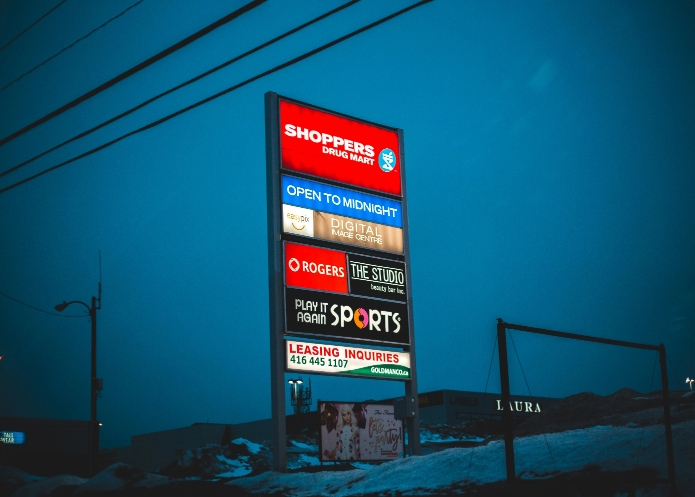 SHOPPERS
DRUG MART
OPEN TO MIDNIGHT
easypix
DIGITAL
IMAGE CENTRE
ROGERS
THE STUDIO
beauty bar inc.
PLAY IT
AGAIN
SPORTS
LEASING INQUIRIES
416 445 1107
GOLDMANCO.ca
LAURA